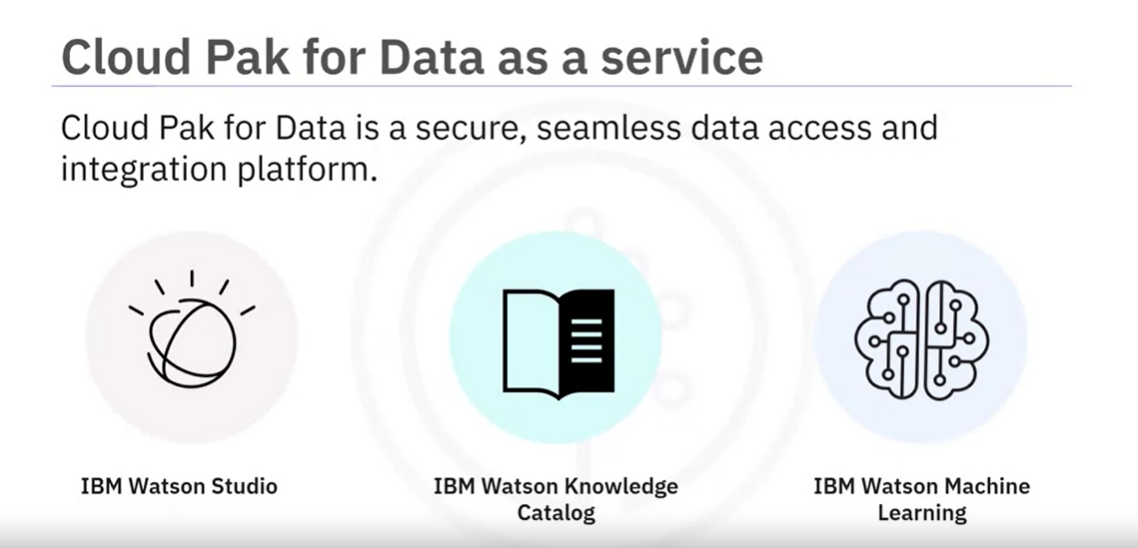 Cloud Pak for Data as a service
Cloud Pak for Data is a secure, seamless data access and
integration platform.
IBM Watson Studio
IBM Watson Knowledge
Catalog
IBM Watson Machine
Learning